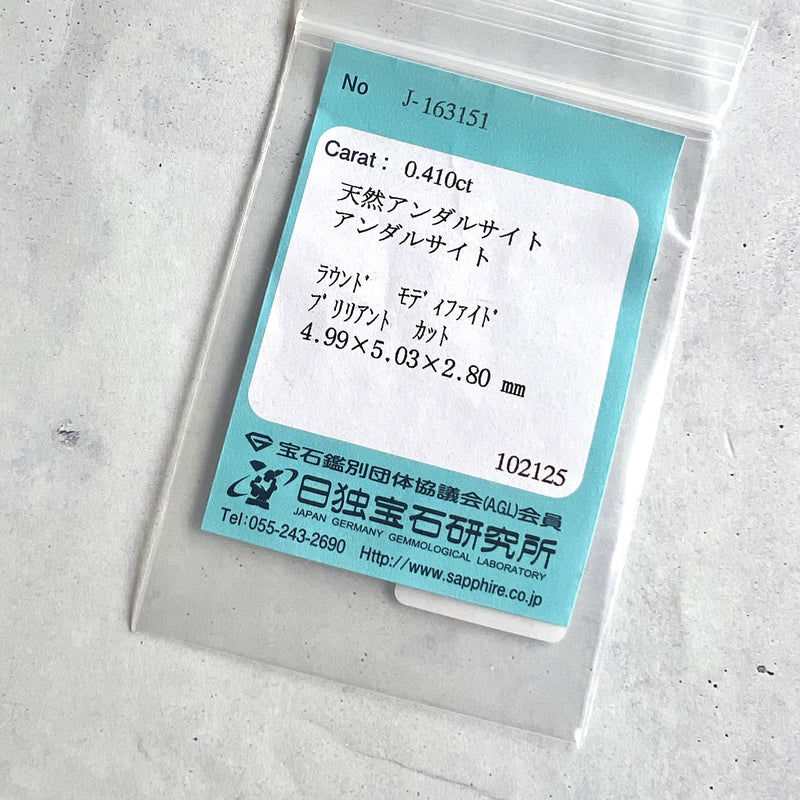 No J-163151
Carat : 0.410ct
天然アンダルサイト
アンダルサイト
ﾗｳﾝﾄﾞ ﾓﾃﾞｨﾌｧｲﾄﾞ
ﾌﾞﾘﾘｱﾝﾄ ｶｯﾄ
4.99×5.03×2.80 mm
102125
宝石鑑別団体協議会(AGL)会員
日独宝石研究所
JAPAN GERMANY GEMMOLOGICAL LABORATORY
Tel:055-243-2690 Http://www.sapphire.co.jp